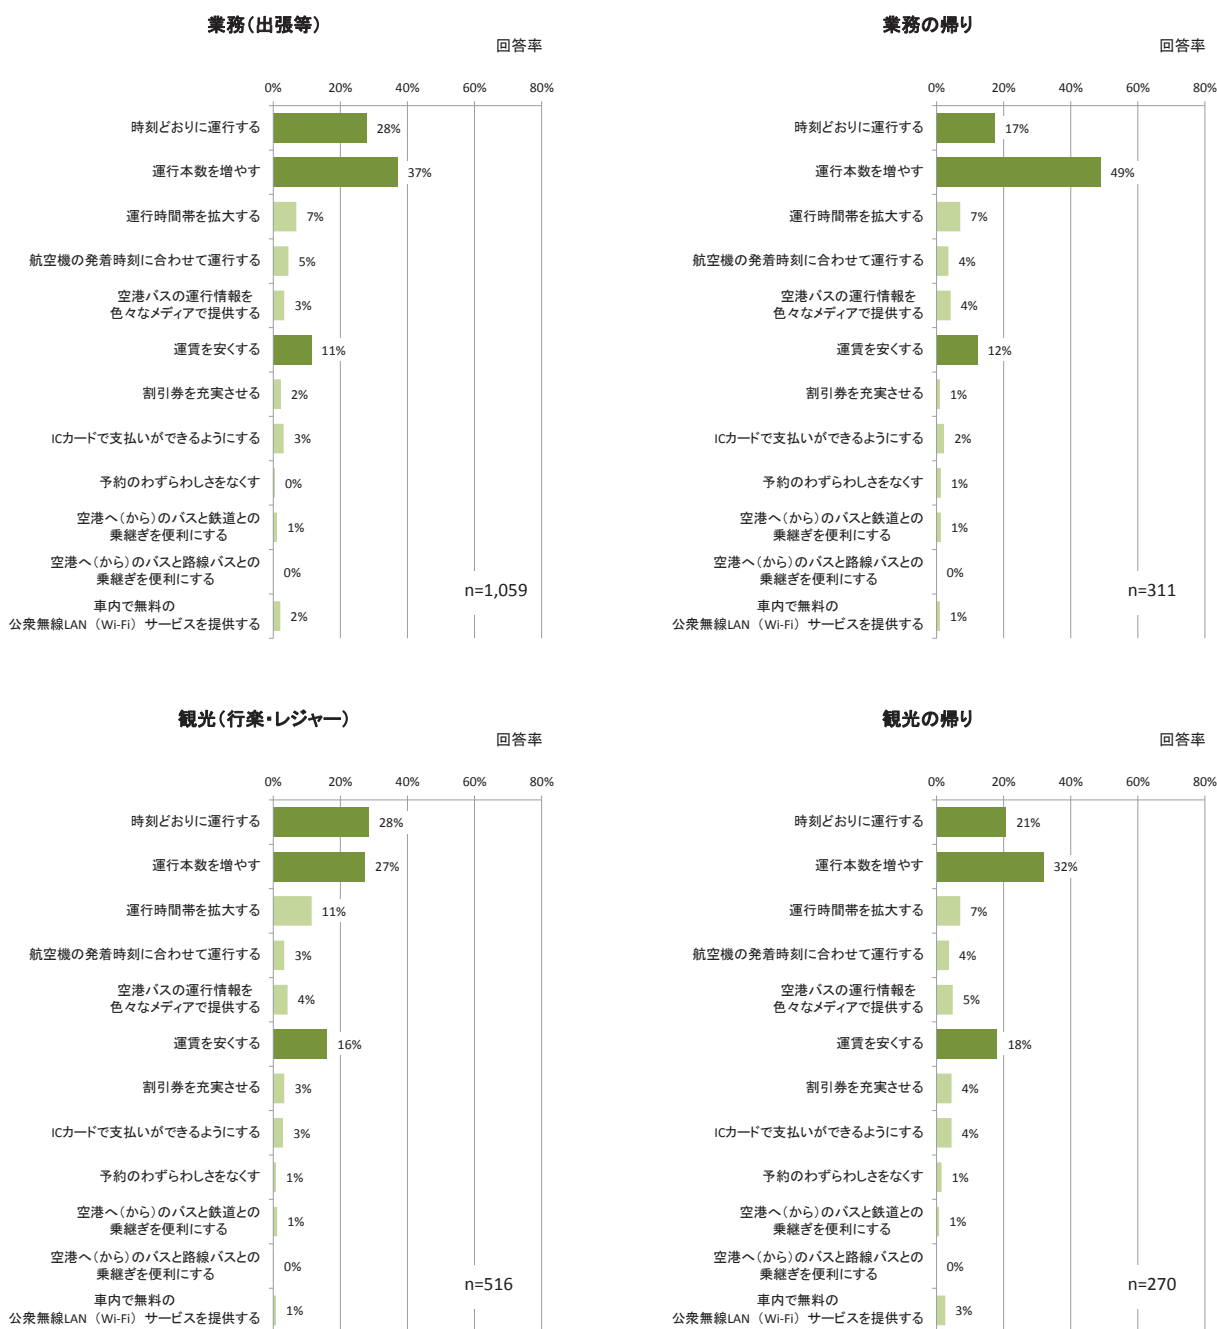 業務（出張等）
回答率
0% 20% 40% 60% 80%
時刻どおりに運行する 28%
運行本数を増やす 37%
運行時間帯を拡大する 7%
航空機の発着時刻に合わせて運行する 5%
空港バスの運行情報を
色々なメディアで提供する 3%
運賃を安くする 11%
割引券を充実させる 2%
ICカードで支払いができるようにする 3%
予約のわずらわしさをなくす 0%
空港へ（から）のバスと鉄道との
乗継ぎを便利にする 1%
空港へ（から）のバスと路線バスとの
乗継ぎを便利にする 0%
車内で無料の
公衆無線LAN（Wi-Fi）サービスを提供する 2%
n=1,059
業務の帰り
回答率
0% 20% 40% 60% 80%
時刻どおりに運行する 17%
運行本数を増やす 49%
運行時間帯を拡大する 7%
航空機の発着時刻に合わせて運行する 4%
空港バスの運行情報を
色々なメディアで提供する 4%
運賃を安くする 12%
割引券を充実させる 1%
ICカードで支払いができるようにする 2%
予約のわずらわしさをなくす 1%
空港へ（から）のバスと鉄道との
乗継ぎを便利にする 1%
空港へ（から）のバスと路線バスとの
乗継ぎを便利にする 0%
車内で無料の
公衆無線LAN（Wi-Fi）サービスを提供する 1%
n=311
観光（行楽・レジャー）
回答率
0% 20% 40% 60% 80%
時刻どおりに運行する 28%
運行本数を増やす 27%
運行時間帯を拡大する 11%
航空機の発着時刻に合わせて運行する 3%
空港バスの運行情報を
色々なメディアで提供する 4%
運賃を安くする 16%
割引券を充実させる 3%
ICカードで支払いができるようにする 3%
予約のわずらわしさをなくす 1%
空港へ（から）のバスと鉄道との
乗継ぎを便利にする 1%
空港へ（から）のバスと路線バスとの
乗継ぎを便利にする 0%
車内で無料の
公衆無線LAN（Wi-Fi）サービスを提供する 1%
n=516
観光の帰り
回答率
0% 20% 40% 60% 80%
時刻どおりに運行する 21%
運行本数を増やす 32%
運行時間帯を拡大する 7%
航空機の発着時刻に合わせて運行する 4%
空港バスの運行情報を
色々なメディアで提供する 5%
運賃を安くする 18%
割引券を充実させる 4%
ICカードで支払いができるようにする 4%
予約のわずらわしさをなくす 1%
空港へ（から）のバスと鉄道との
乗継ぎを便利にする 1%
空港へ（から）のバスと路線バスとの
乗継ぎを便利にする 0%
車内で無料の
公衆無線LAN（Wi-Fi）サービスを提供する 3%
n=270